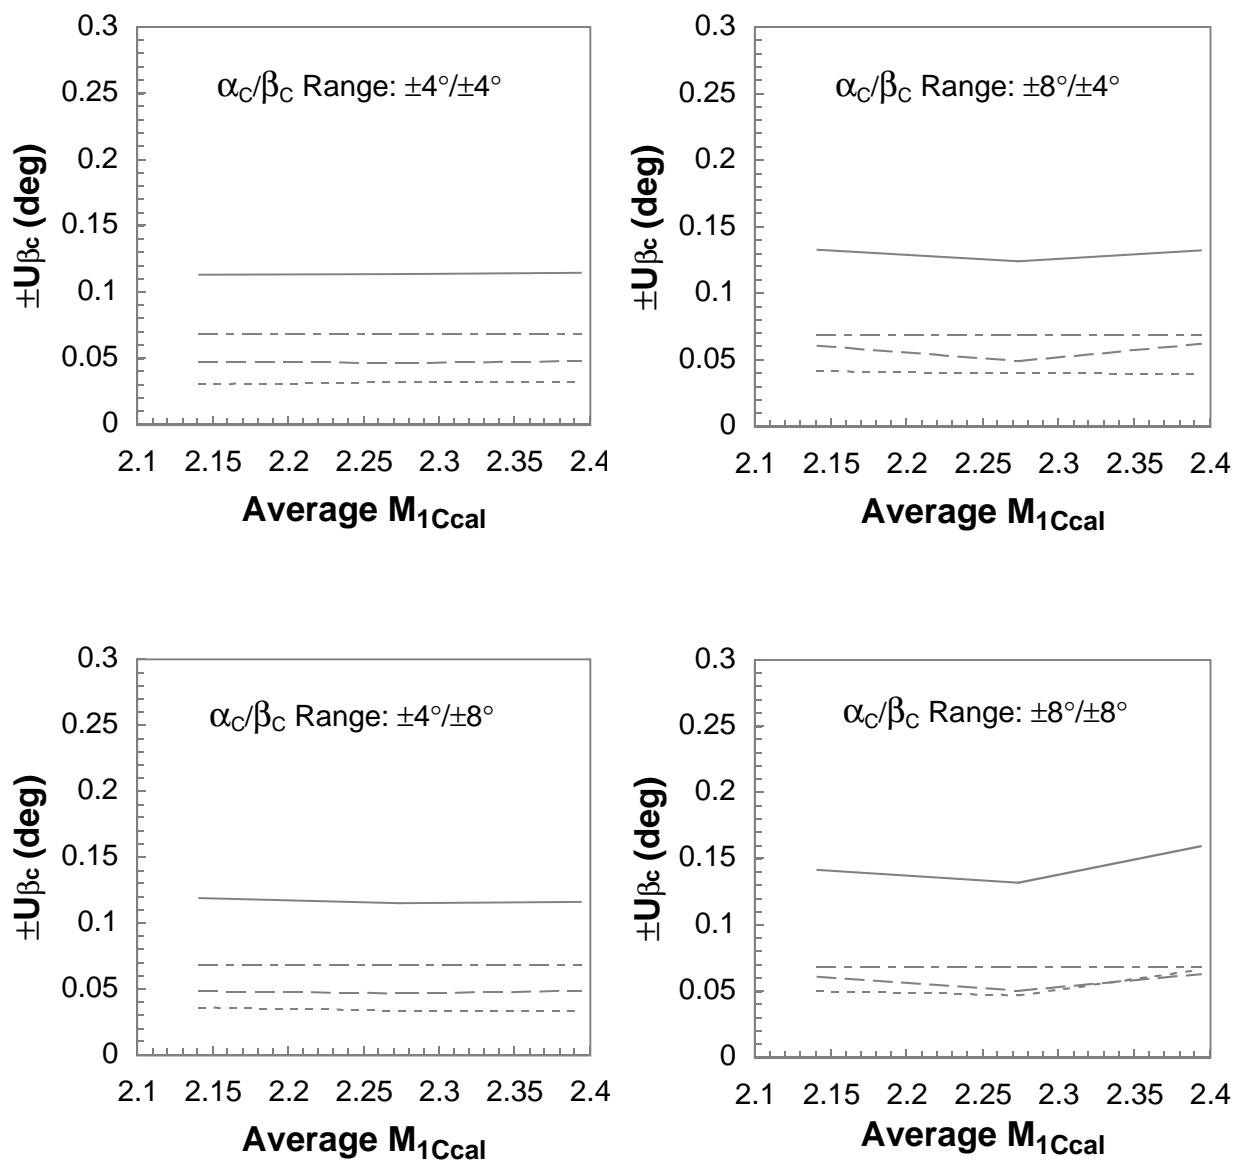 0.3
0.25
0.2
0.15
0.1
0.05
0
±Uβc (deg)
αC/βC Range: ±4°/±4°
2.1 2.15 2.2 2.25 2.3 2.35 2.4
Average M1Ccal
0.3
0.25
0.2
0.15
0.1
0.05
0
±Uβc (deg)
αC/βC Range: ±8°/±4°
2.1 2.15 2.2 2.25 2.3 2.35 2.4
Average M1Ccal
0.3
0.25
0.2
0.15
0.1
0.05
0
±Uβc (deg)
αC/βC Range: ±4°/±8°
2.1 2.15 2.2 2.25 2.3 2.35 2.4
Average M1Ccal
0.3
0.25
0.2
0.15
0.1
0.05
0
±Uβc (deg)
αC/βC Range: ±8°/±8°
2.1 2.15 2.2 2.25 2.3 2.35 2.4
Average M1Ccal